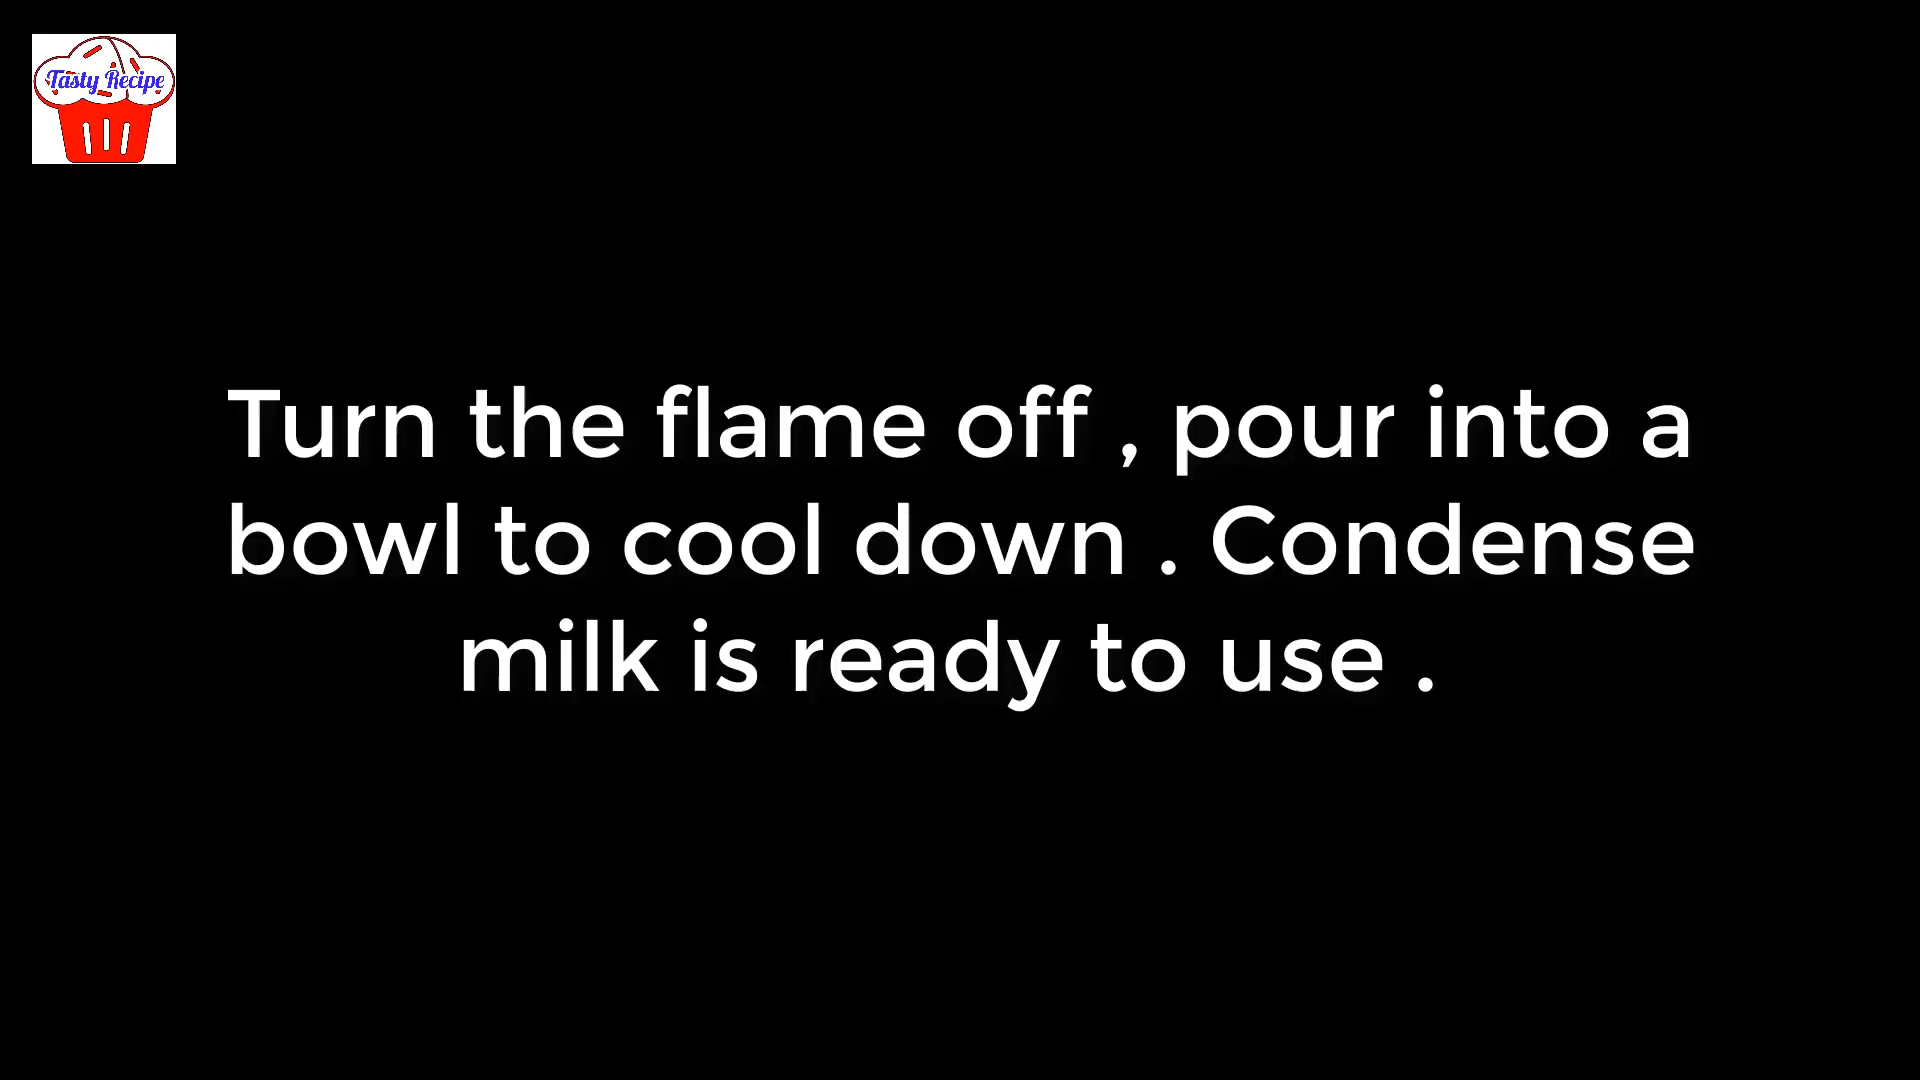 Tasty Recipe
Turn the flame off , pour into a
bowl to cool down . Condense
milk is ready to use .